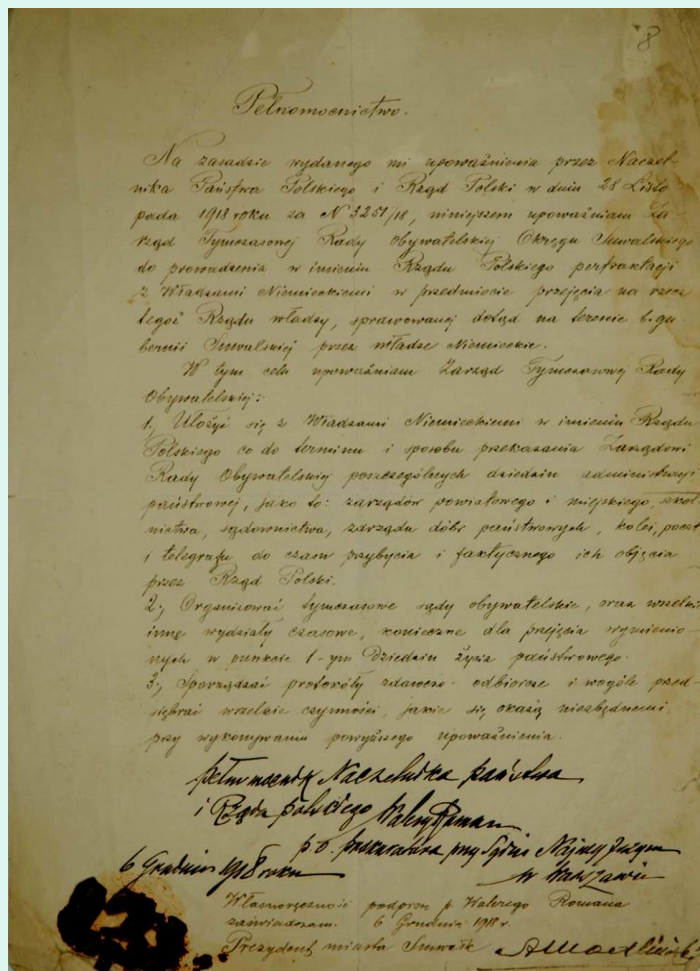 8
Pełnomocnictwo.
Na zasadzie wydanego mi upoważnienia przez Naczel-
nika Państwa Polskiego i Rząd Polski w dniu 28 Listo
pada 1918 roku za N 3251/18, niniejszem upoważniam Za-
rząd Tymczasowej Rady Obywatelskiej Okręgu Suwalskiego
do prowadzenia w imieniu Rządu Polskiego pertraktacji
z Władzami Niemieckiemi w przedmiocie przejęcia na rzecz
tegoż Rządu władzy, sprawowanej dotąd na terenie b. gu-
bernii Suwalskiej przez władze Niemieckie.
W tym celu upoważniam Zarząd Tymczasowej Rady
Obywatelskiej:
1, Ułożyć się z Władzami Niemieckiemi w imieniu Rządu
Polskiego co do terminu i sposobu przekazania Zarządowi
Rady Obywatelskiej poszczególnych dziedzin administracji
państwowej, jako to: zarządów powiatowego i miejskiego, szkol
nictwa, sądownictwa, zarządu dóbr państwowych, kolei, poczt
i telegrafu do czasu przybycia i faktycznego ich objęcia
przez Rząd Polski.
2, Organizować tymczasowe sądy obywatelskie, oraz wszelkie
inne wydziały czasowe, konieczne dla przejęcia wymienio-
nych w punkcie 1-ym dziedzin życia państwowego.
3, Sporządzać protokóły zdawczo-odbiorcze i wogóle przed-
siębrać wszelkie czynności, jakie się okażą niezbędnemi
przy wykonywaniu powyższego upoważnienia.
Pełnomocnik Naczelnika Państwa
i Rządu polskiego Walery Roman
p.o. prokuratora przy Sądzie Najwyższym
6 Grudnia 1918 roku w Warszawie
Własnoręczność podpisu p. Walerego Romana
zaświadczam. 6 Grudnia 1918 r.
Prezydent miasta Suwałk